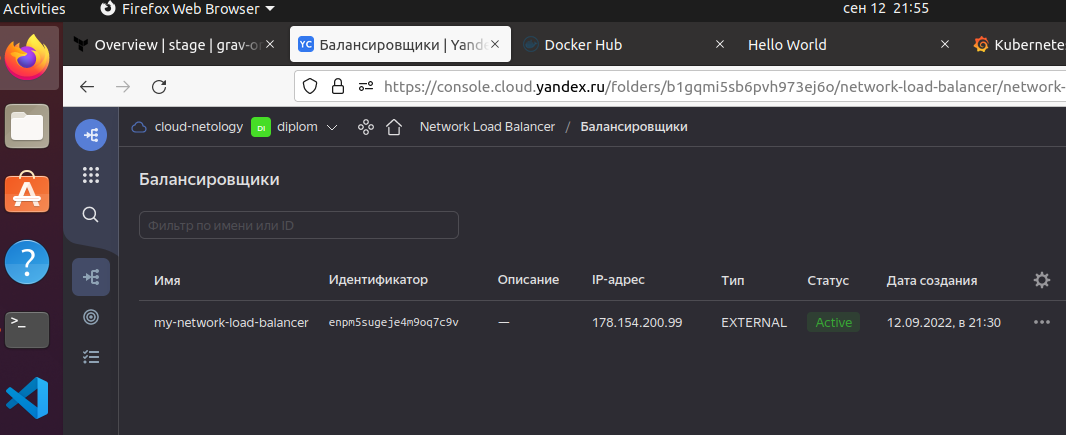 Activities Firefox Web Browser сен 12 21:55
Overview | stage | grav-or Балансировщики | Yande Docker Hub Hello World Kubernetes
https://console.cloud.yandex.ru/folders/b1gqmi5sb6pvh973ej6o/network-load-balancer/network-
cloud-netology DI diplom Network Load Balancer / Балансировщики
Балансировщики
Фильтр по имени или ID
Имя Идентификатор Описание IP-адрес Тип Статус Дата создания
my-network-load-balancer enpm5sugeje4m9oq7c9v — 178.154.200.99 EXTERNAL Active 12.09.2022, в 21:30